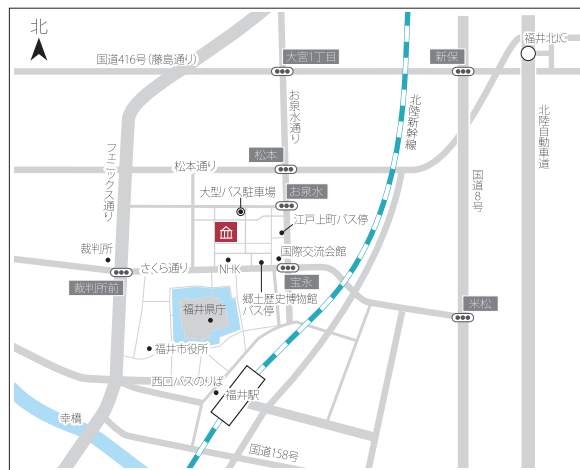 北
国道416号（藤島通り）
大宮1丁目
新保
福井北JC
お泉水通り
北陸新幹線
北陸自動車道
フェニックス通り
松本
松本通り
国道8号
大型バス駐車場
お泉水
江戸上町バス停
裁判所
さくら通り
NHK
国際交流会館
宝永
裁判所前
郷土歴史博物館
バス停
米松
福井県庁
福井市役所
西口バスのりば
福井駅
幸橋
国道158号